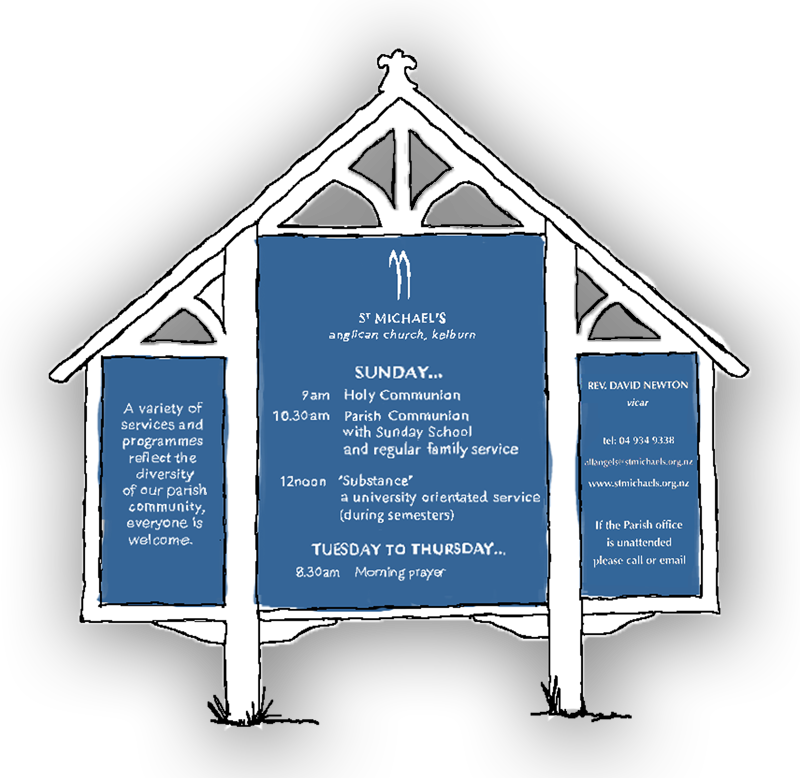 A variety of
services and
programmes
reflect the
diversity
of our parish
community,
everyone is
welcome.
ST MICHAEL'S
anglican church, kelburn
SUNDAY...
9am Holy Communion
10.30am Parish Communion
with Sunday School
and regular family service
12noon 'Substance'
a university orientated service
(during semesters)
TUESDAY TO THURSDAY...
8.30am Morning prayer
REV. DAVID NEWTON
vicar
tel: 04 934 9338
allangels@stmichaels.org.nz
www.stmichaels.org.nz
If the Parish office
is unattended
please call or email